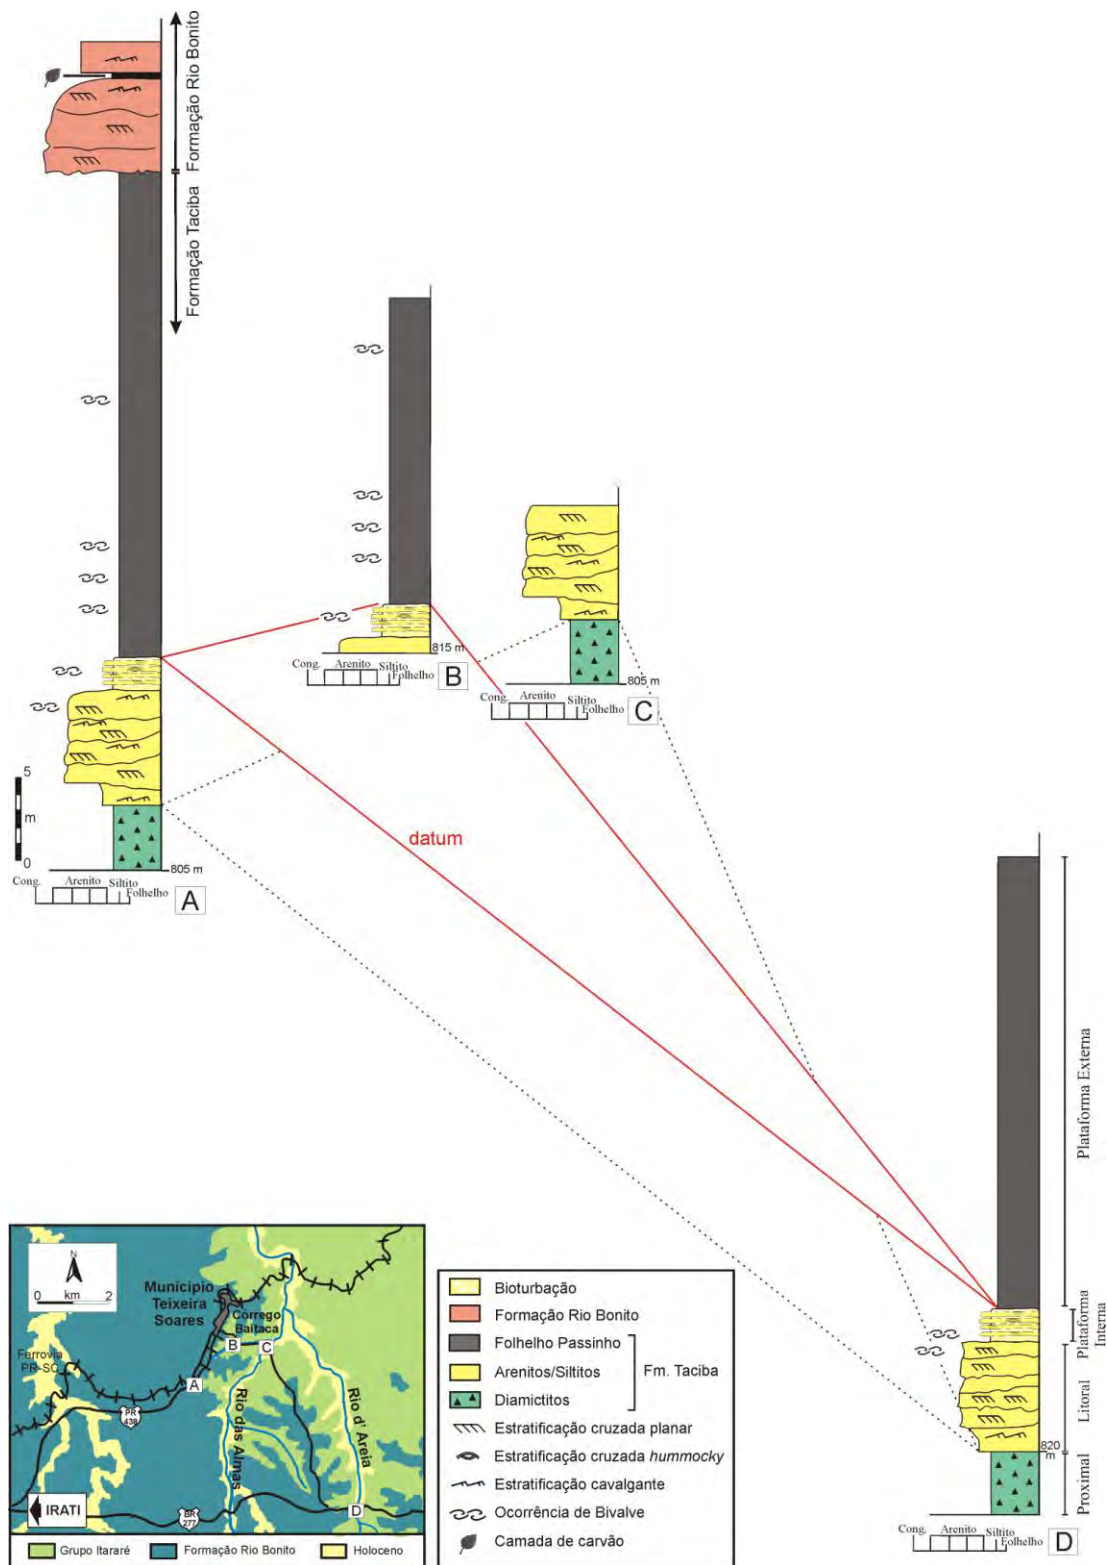 Formação Rio Bonito
Formação Taciba
5
m
0
805 m
Cong.
Arenito
Siltito
Folhelho
A
815 m
Cong.
Arenito
Siltito
Folhelho
B
805 m
Cong.
Arenito
Siltito
Folhelho
C
datum
Plataforma Externa
Plataforma
Interna
Litoral
Proximal
820
m
Cong.
Arenito
Siltito
Folhelho
D
N
0 km 2
Município
Teixeira
Soares
Córrego
Baitaca
Ferrovia
PR-SC
A
B
C
D
PR
438
Rio das Almas
Rio d' Areia
BR
277
IRATI
Grupo Itararé
Formação Rio Bonito
Holoceno
Bioturbação
Formação Rio Bonito
Folhelho Passinho
Arenitos/Siltitos
Fm. Taciba
Diamictitos
Estratificação cruzada planar
Estratificação cruzada hummocky
Estratificação cavalgante
Ocorrência de Bivalve
Camada de carvão